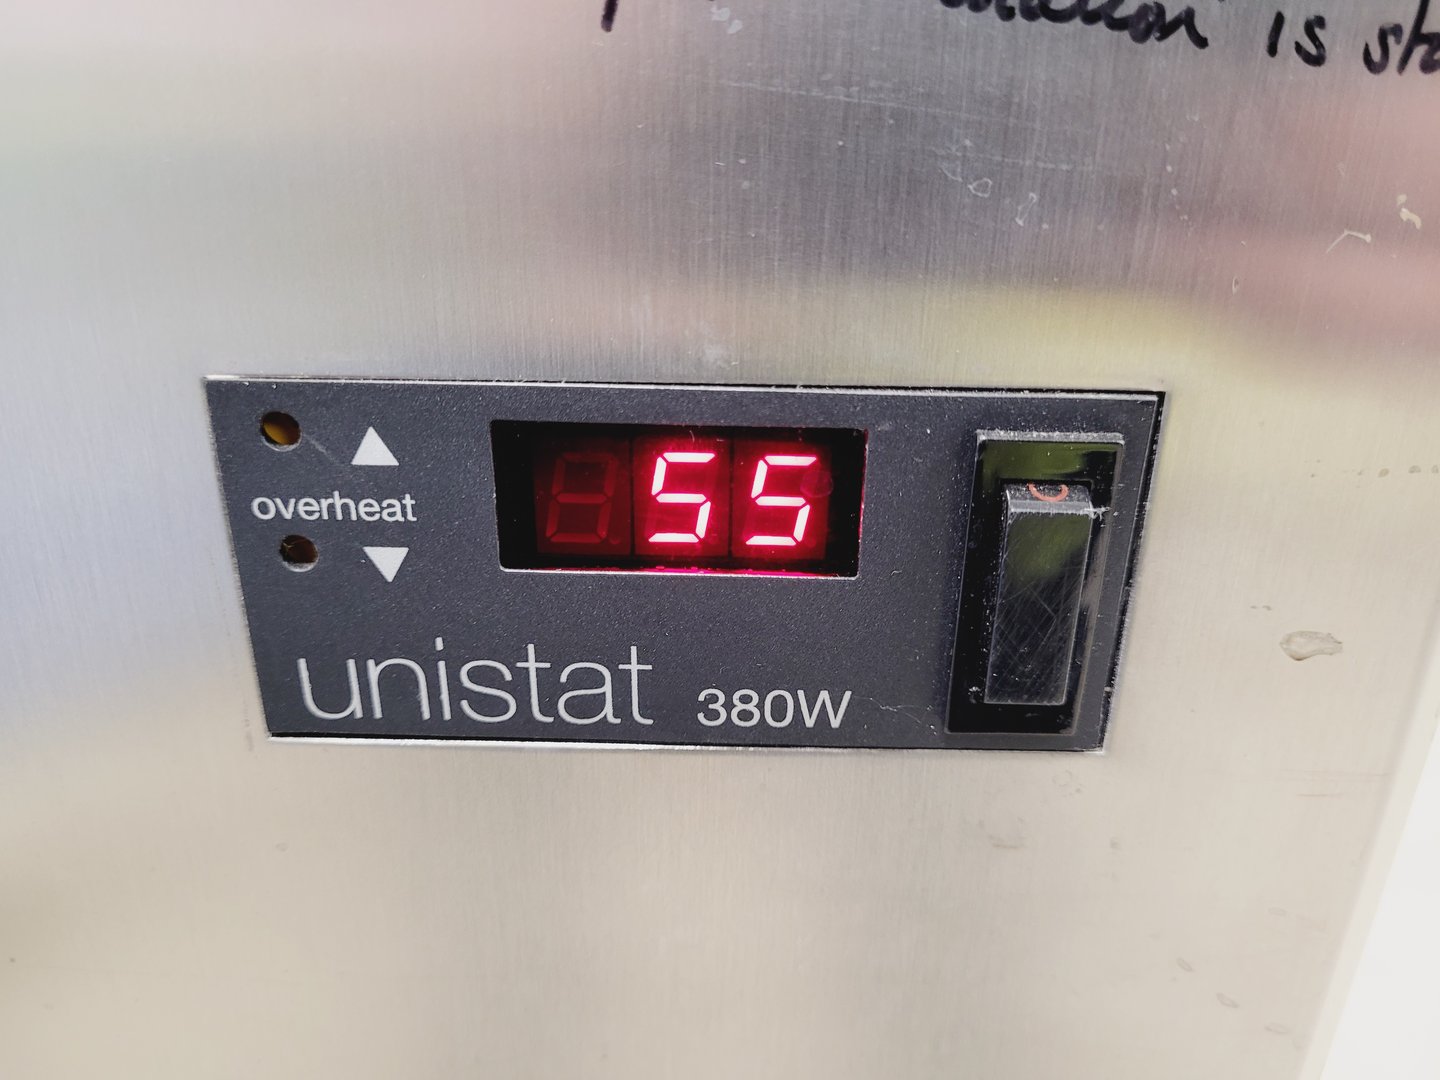 is
55
overheat
unistat 380W